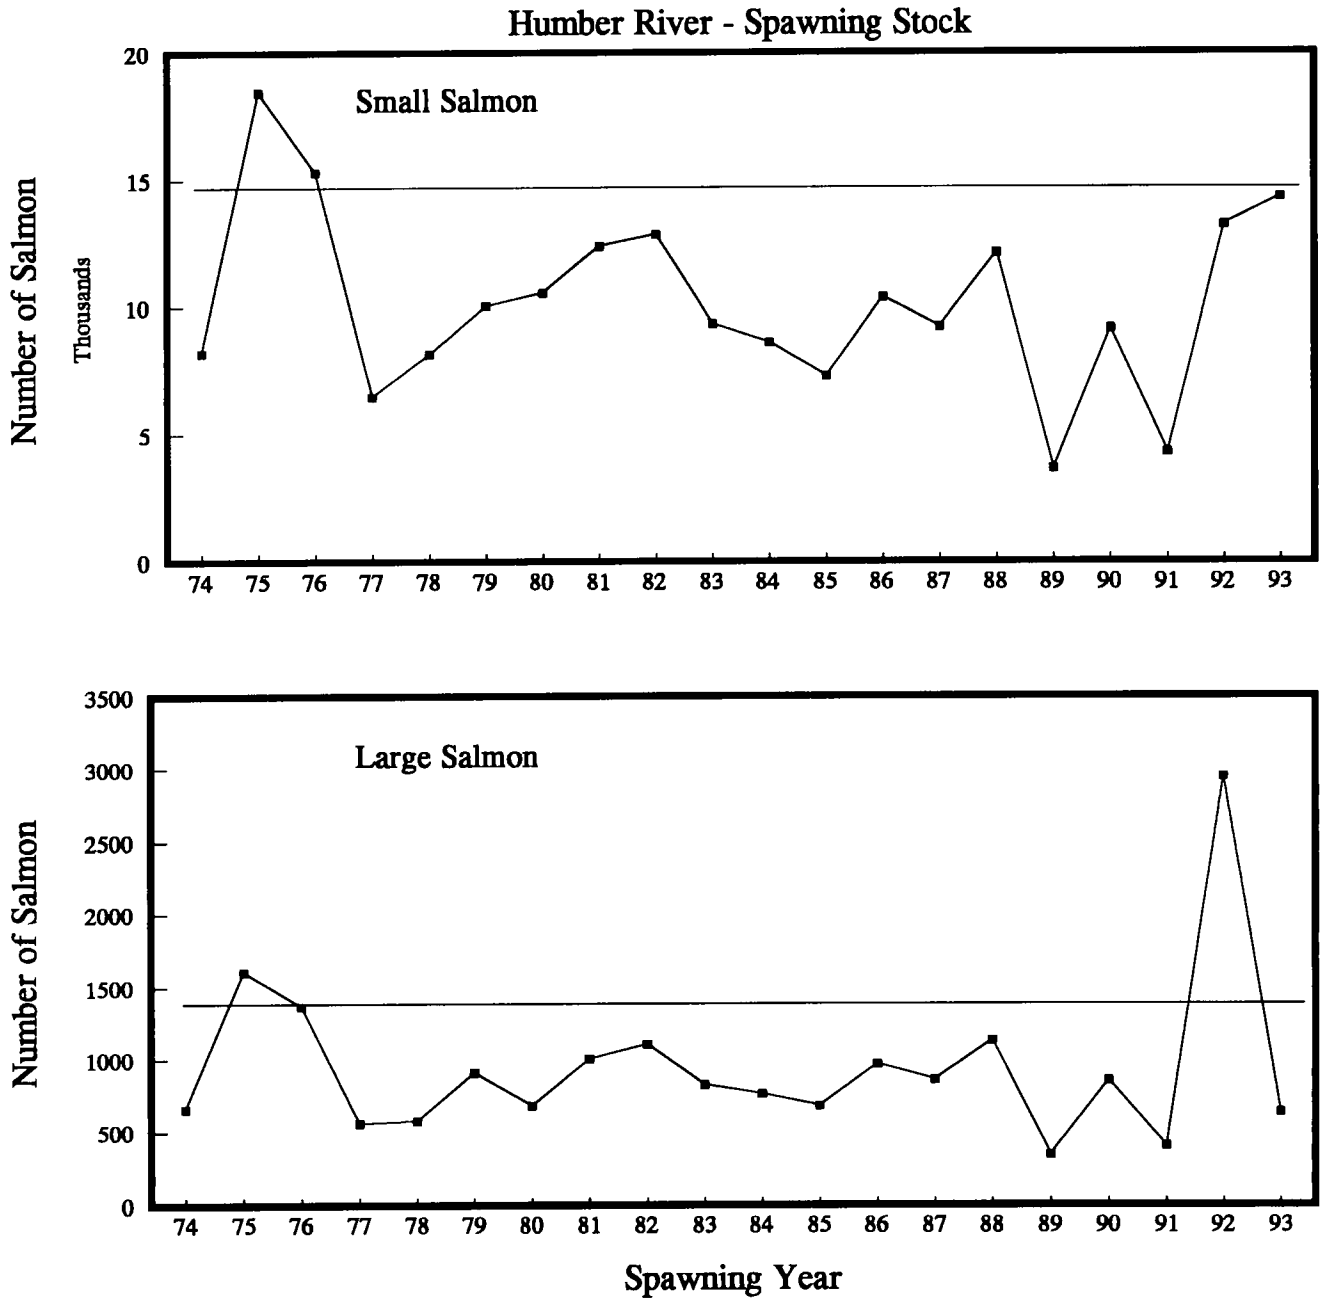 Humber River - Spawning Stock
Small Salmon
Number of Salmon
Thousands
20
15
10
5
0
74 75 76 77 78 79 80 81 82 83 84 85 86 87 88 89 90 91 92 93
Large Salmon
Number of Salmon
3500
3000
2500
2000
1500
1000
500
0
74 75 76 77 78 79 80 81 82 83 84 85 86 87 88 89 90 91 92 93
Spawning Year